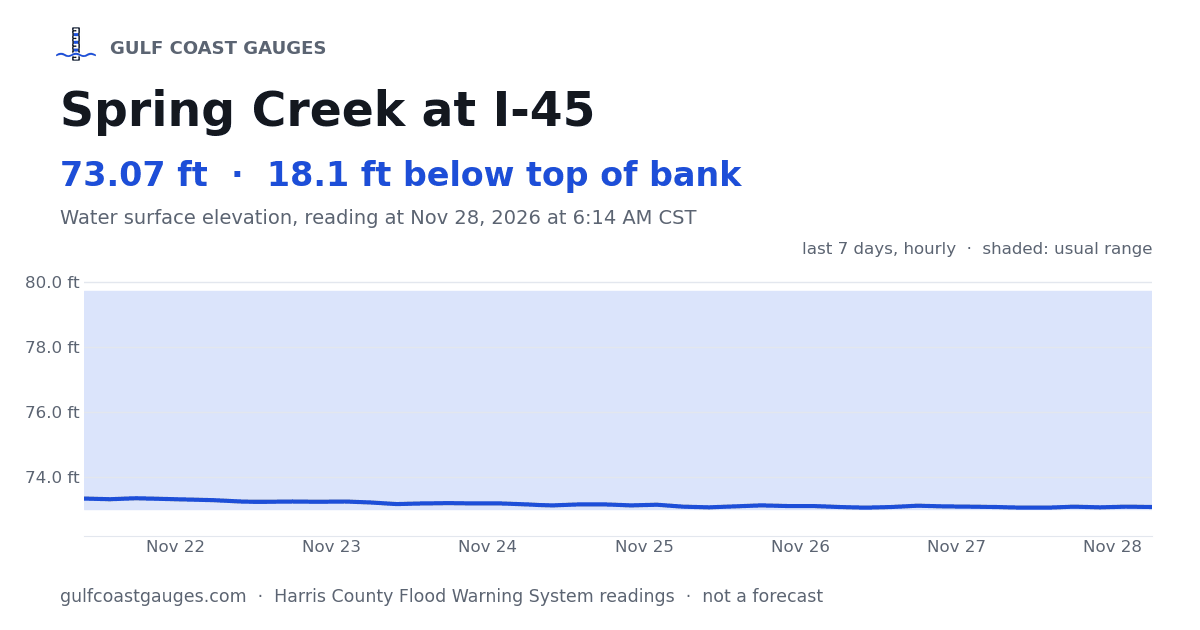 GULF COAST GAUGES
Spring Creek at I-45
73.07 ft · 18.1 ft below top of bank
Water surface elevation, reading at Nov 28, 2026 at 6:14 AM CST
last 7 days, hourly · shaded: usual range
80.0 ft
78.0 ft
76.0 ft
74.0 ft
Nov 22 Nov 23 Nov 24 Nov 25 Nov 26 Nov 27 Nov 28
gulfcoastgauges.com · Harris County Flood Warning System readings · not a forecast